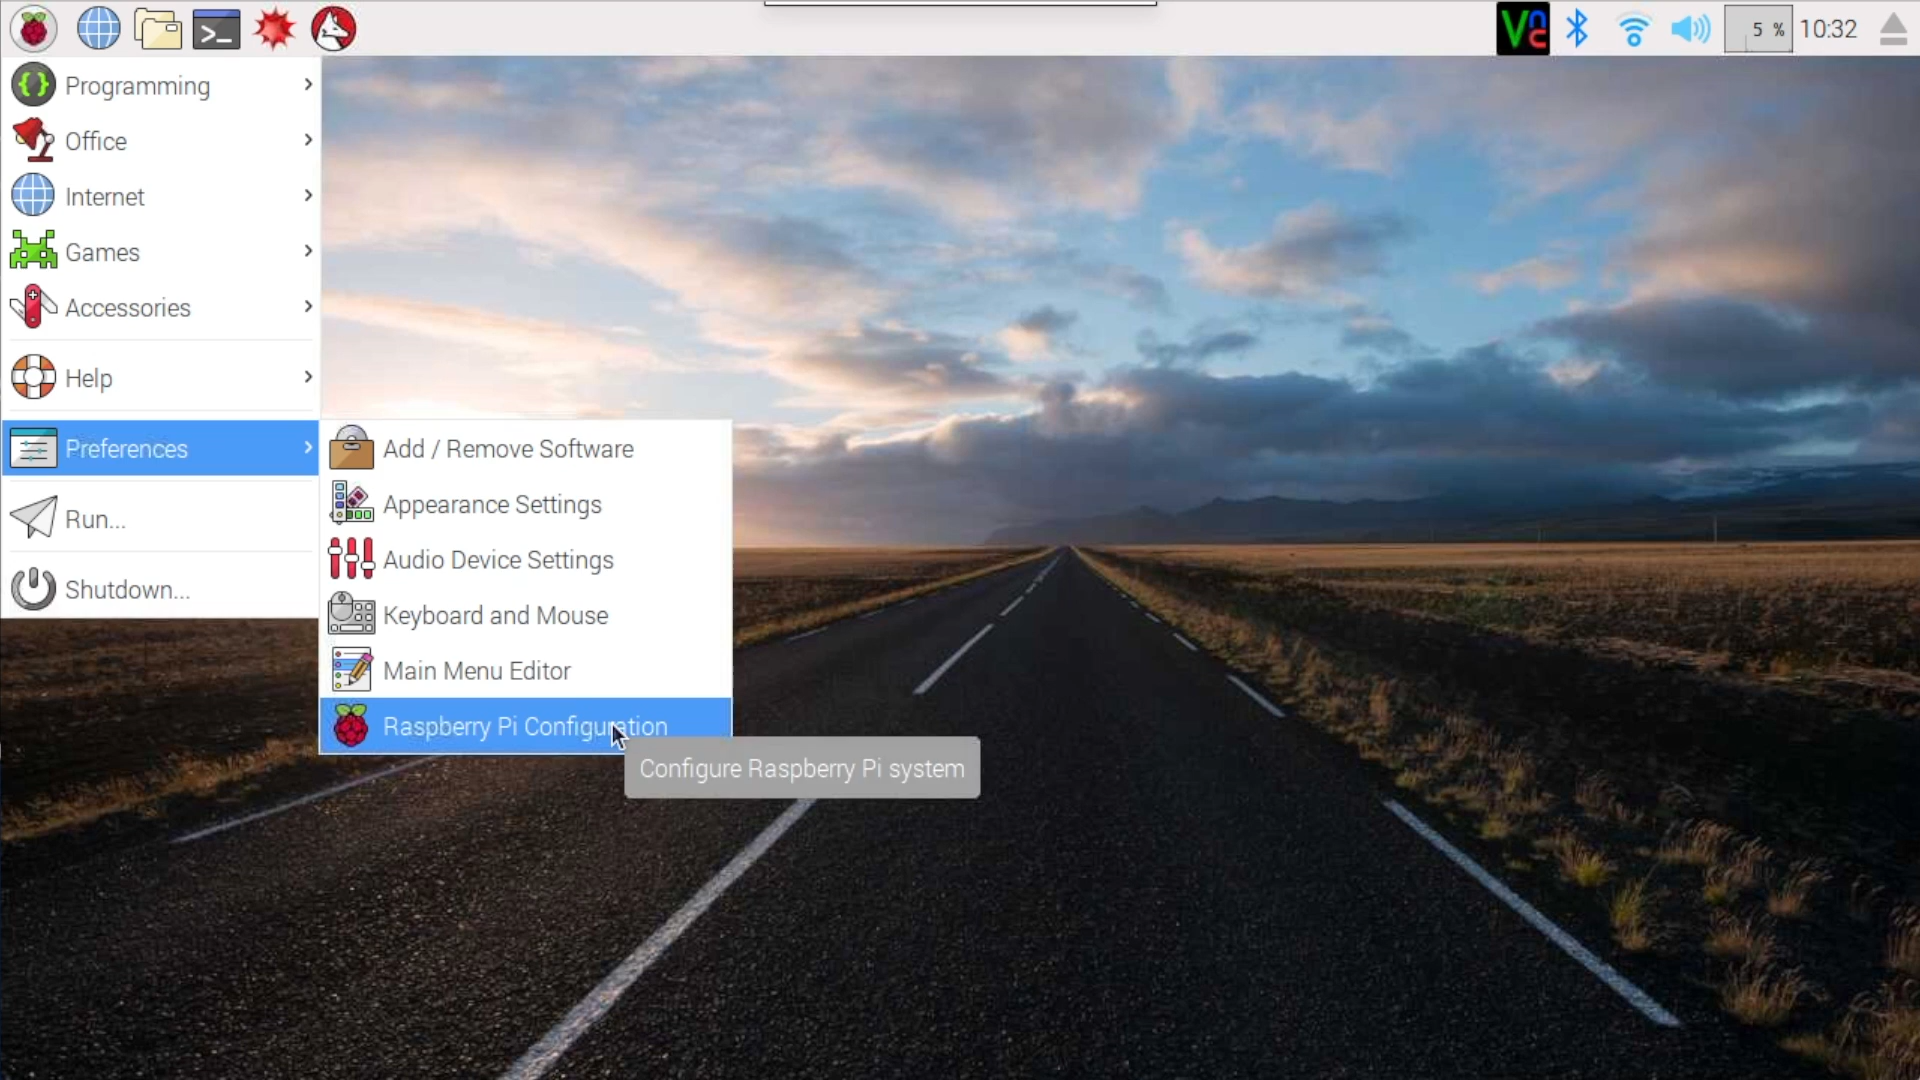 Vnc
5 %
10:32
Programming
Office
Internet
Games
Accessories
Help
Preferences
Run...
Shutdown...
Add / Remove Software
Appearance Settings
Audio Device Settings
Keyboard and Mouse
Main Menu Editor
Raspberry Pi Configuration
Configure Raspberry Pi system